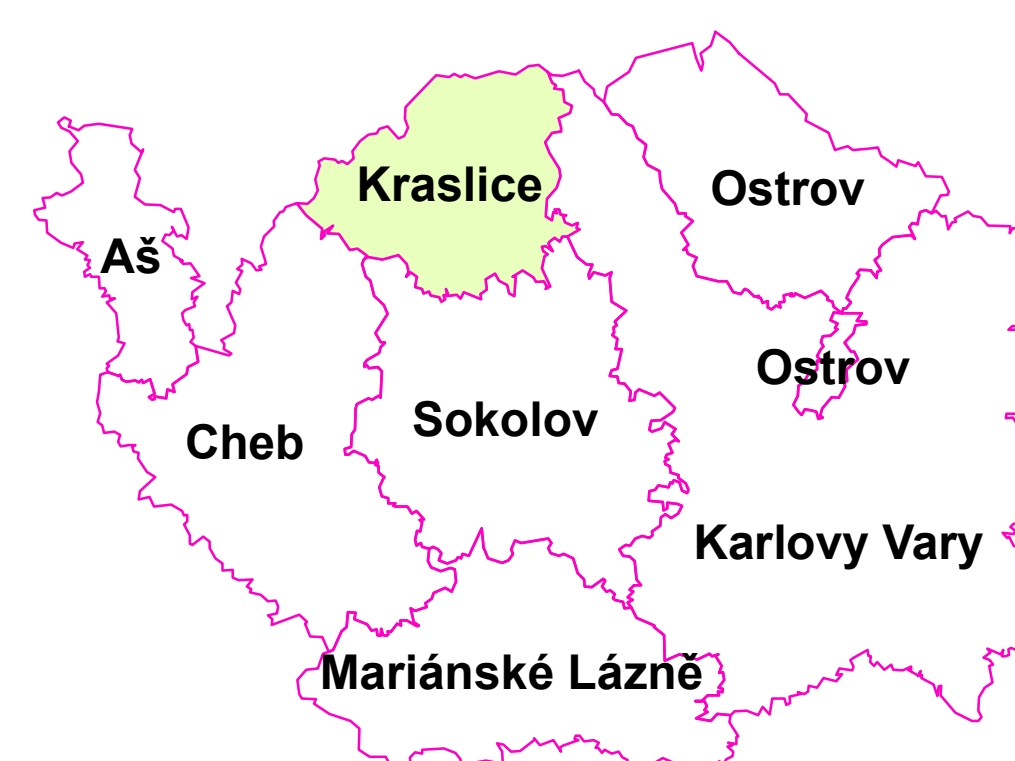 Kraslice
Ostrov
Aš
Ostrov
Sokolov
Cheb
Karlovy Vary
Mariánské Lázně